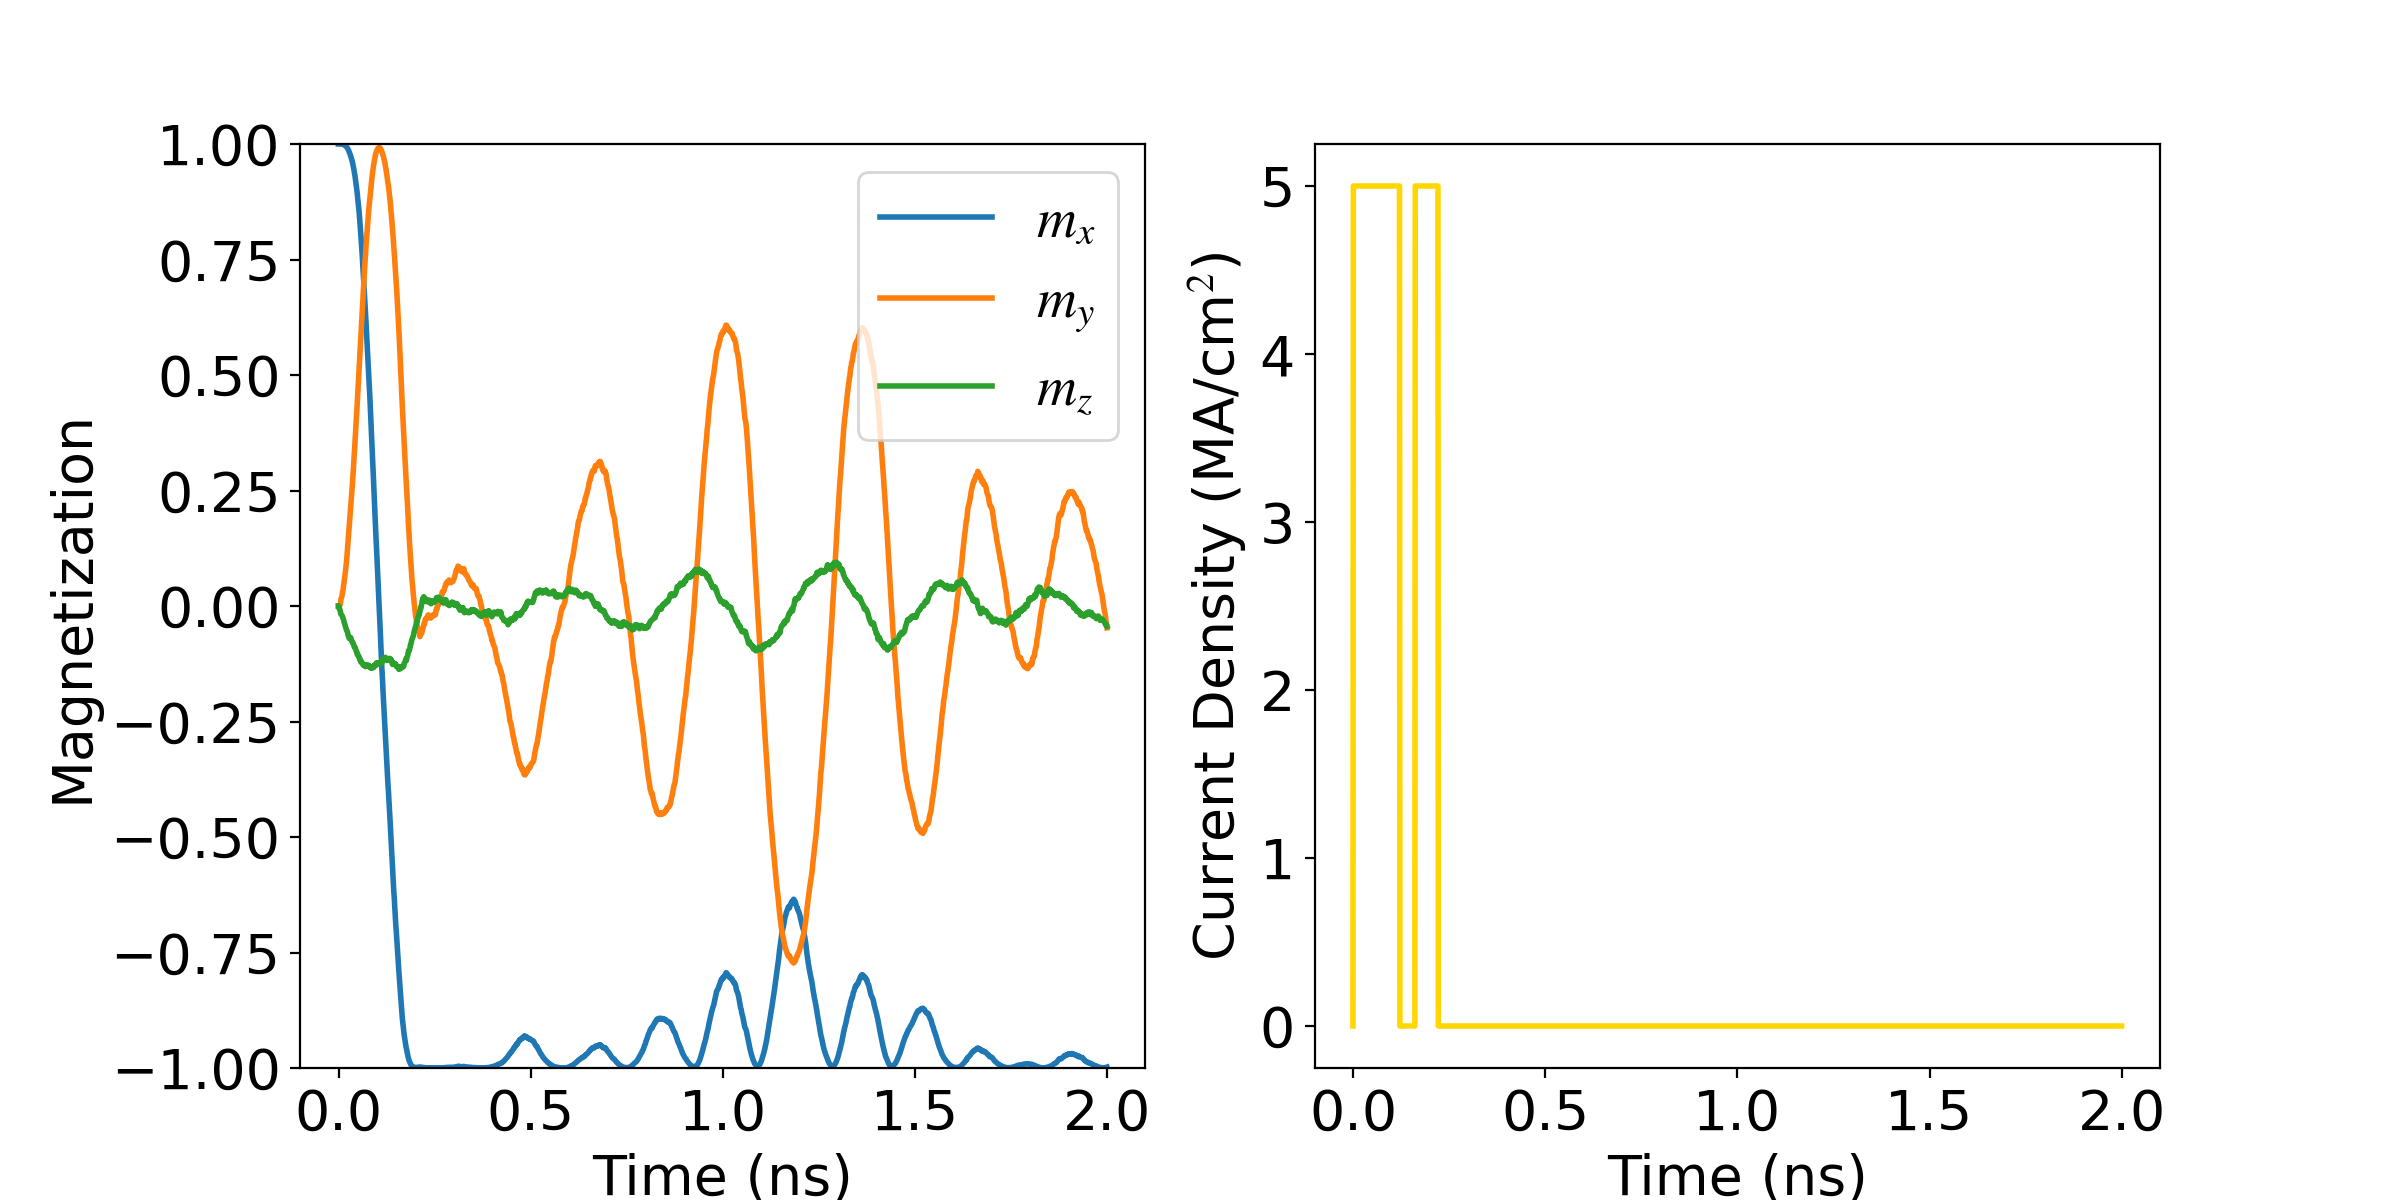 Magnetization
1.00
0.75
0.50
0.25
0.00
−0.25
−0.50
−0.75
−1.00
0.0 0.5 1.0 1.5 2.0
Time (ns)
m_x
m_y
m_z
Current Density (MA/cm²)
5
4
3
2
1
0
0.0 0.5 1.0 1.5 2.0
Time (ns)